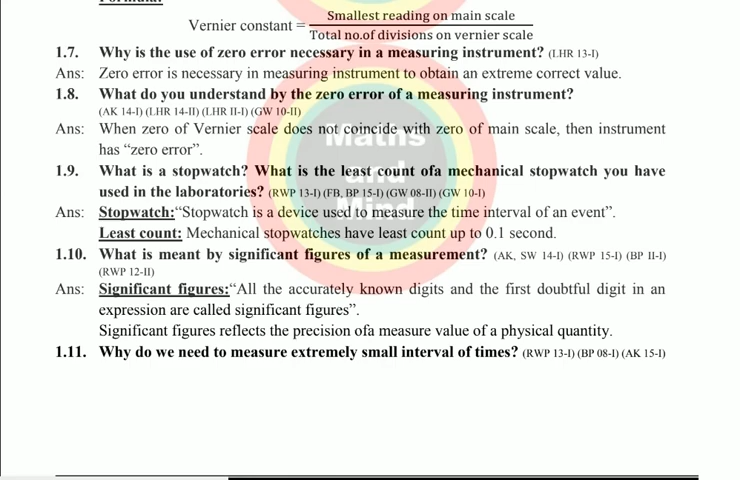 Formula:
Vernier constant = Smallest reading on main scale / Total no.of divisions on vernier scale
1.7. Why is the use of zero error necessary in a measuring instrument? (LHR 13-I)
Ans: Zero error is necessary in measuring instrument to obtain an extreme correct value.
1.8. What do you understand by the zero error of a measuring instrument?
(AK 14-I) (LHR 14-II) (LHR II-I) (GW 10-II)
Ans: When zero of Vernier scale does not coincide with zero of main scale, then instrument
has “zero error”.
1.9. What is a stopwatch? What is the least count ofa mechanical stopwatch you have
used in the laboratories? (RWP 13-I) (FB, BP 15-I) (GW 08-II) (GW 10-I)
Ans: Stopwatch:“Stopwatch is a device used to measure the time interval of an event”.
Least count: Mechanical stopwatches have least count up to 0.1 second.
1.10. What is meant by significant figures of a measurement? (AK, SW 14-I) (RWP 15-I) (BP II-I)
(RWP 12-II)
Ans: Significant figures:“All the accurately known digits and the first doubtful digit in an
expression are called significant figures”.
Significant figures reflects the precision ofa measure value of a physical quantity.
1.11. Why do we need to measure extremely small interval of times? (RWP 13-I) (BP 08-I) (AK 15-I)
Maths
and
Mind